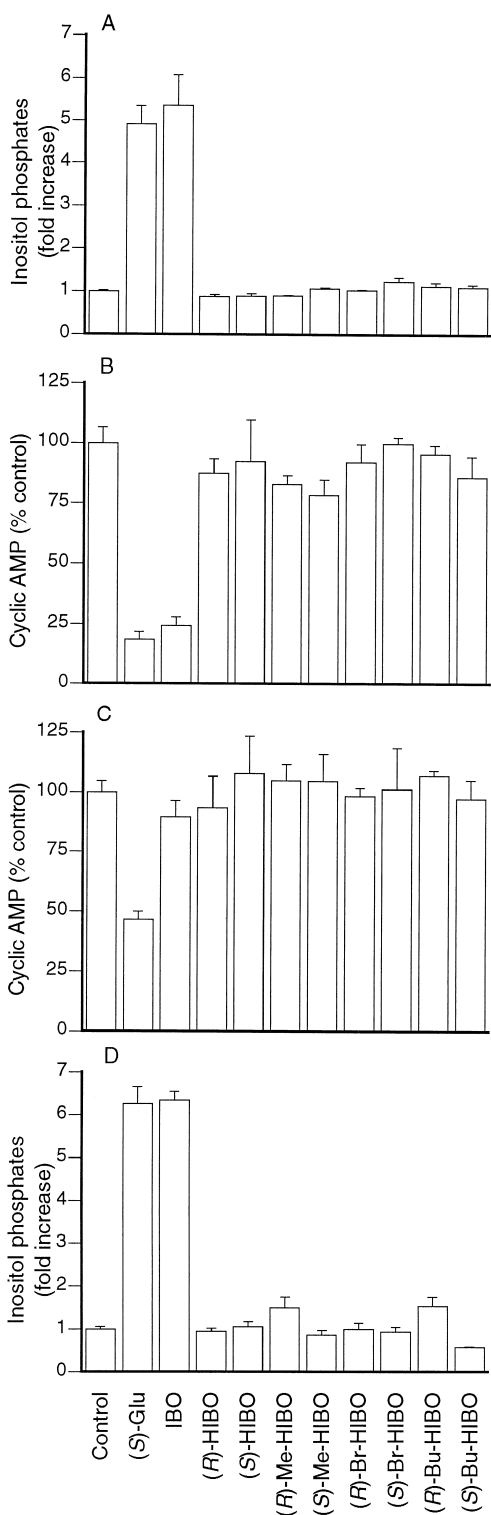 A
7
6
5
4
3
2
1
0
Inositol phosphates
(fold increase)
B
125
100
75
50
25
0
Cyclic AMP (% control)
C
125
100
75
50
25
0
Cyclic AMP (% control)
D
7
6
5
4
3
2
1
0
Inositol phosphates
(fold increase)
Control
(S)-Glu
IBO
(R)-HIBO
(S)-HIBO
(R)-Me-HIBO
(S)-Me-HIBO
(R)-Br-HIBO
(S)-Br-HIBO
(R)-Bu-HIBO
(S)-Bu-HIBO